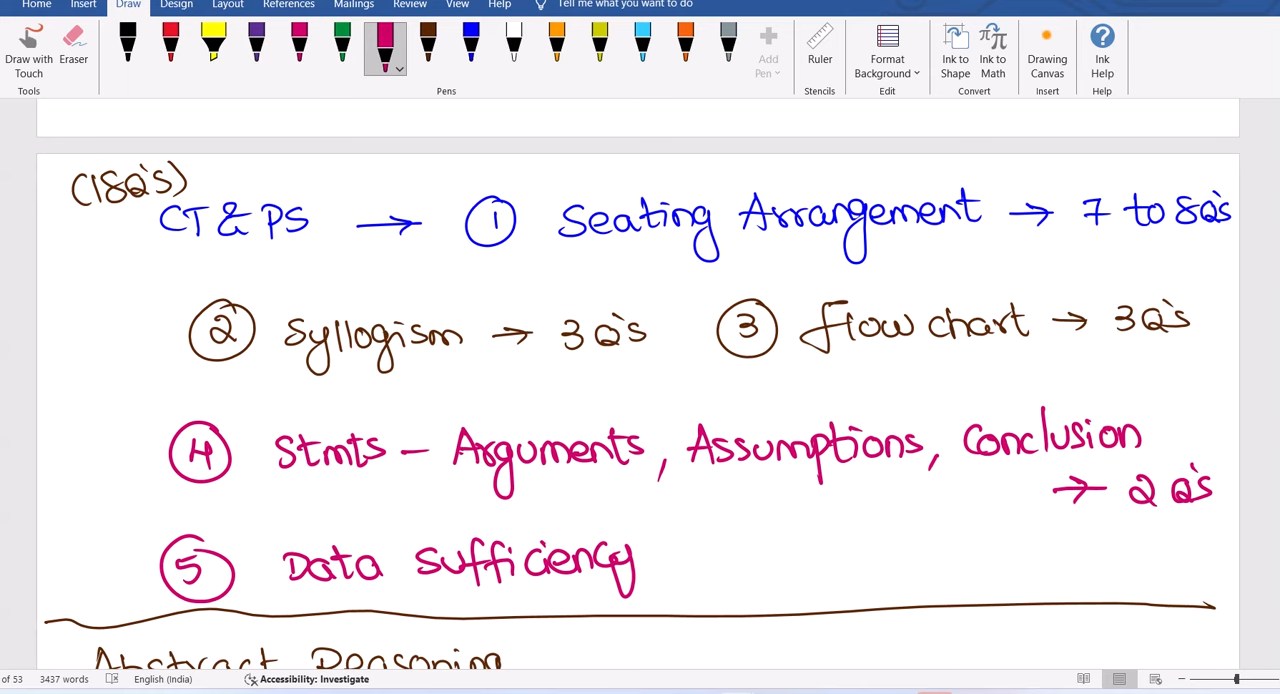 Home Insert Draw Design Layout References Mailings Review View Help Tell me what you want to do
Draw with Touch Eraser Add Pen Ruler Format Background Ink to Shape Ink to Math Drawing Canvas Ink Help
Tools Pens Stencils Edit Convert Insert Help
(18Q's)
CT & PS → ① Seating Arrangement → 7 to 8Q's
② Syllogism → 3Q's ③ Flow chart → 3Q's
④ Stmts - Arguments, Assumptions, Conclusion
→ 2Q's
⑤ Data Sufficiency
Abstract Reasoning
of 53 3437 words English (India) Accessibility: Investigate